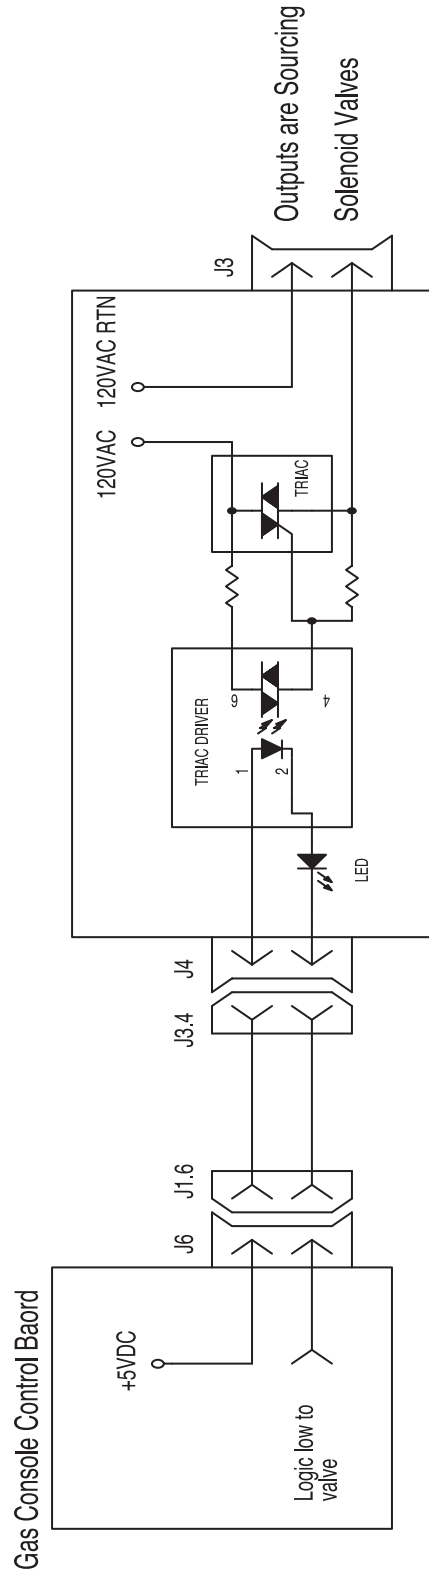 Gas Console Control Baord
+5VDC
Logic low to
valve
J6
J1.6
J3.4
J4
TRIAC DRIVER
1
2
6
4
LED
120VAC
120VAC RTN
TRIAC
J3
Outputs are Sourcing
Solenoid Valves